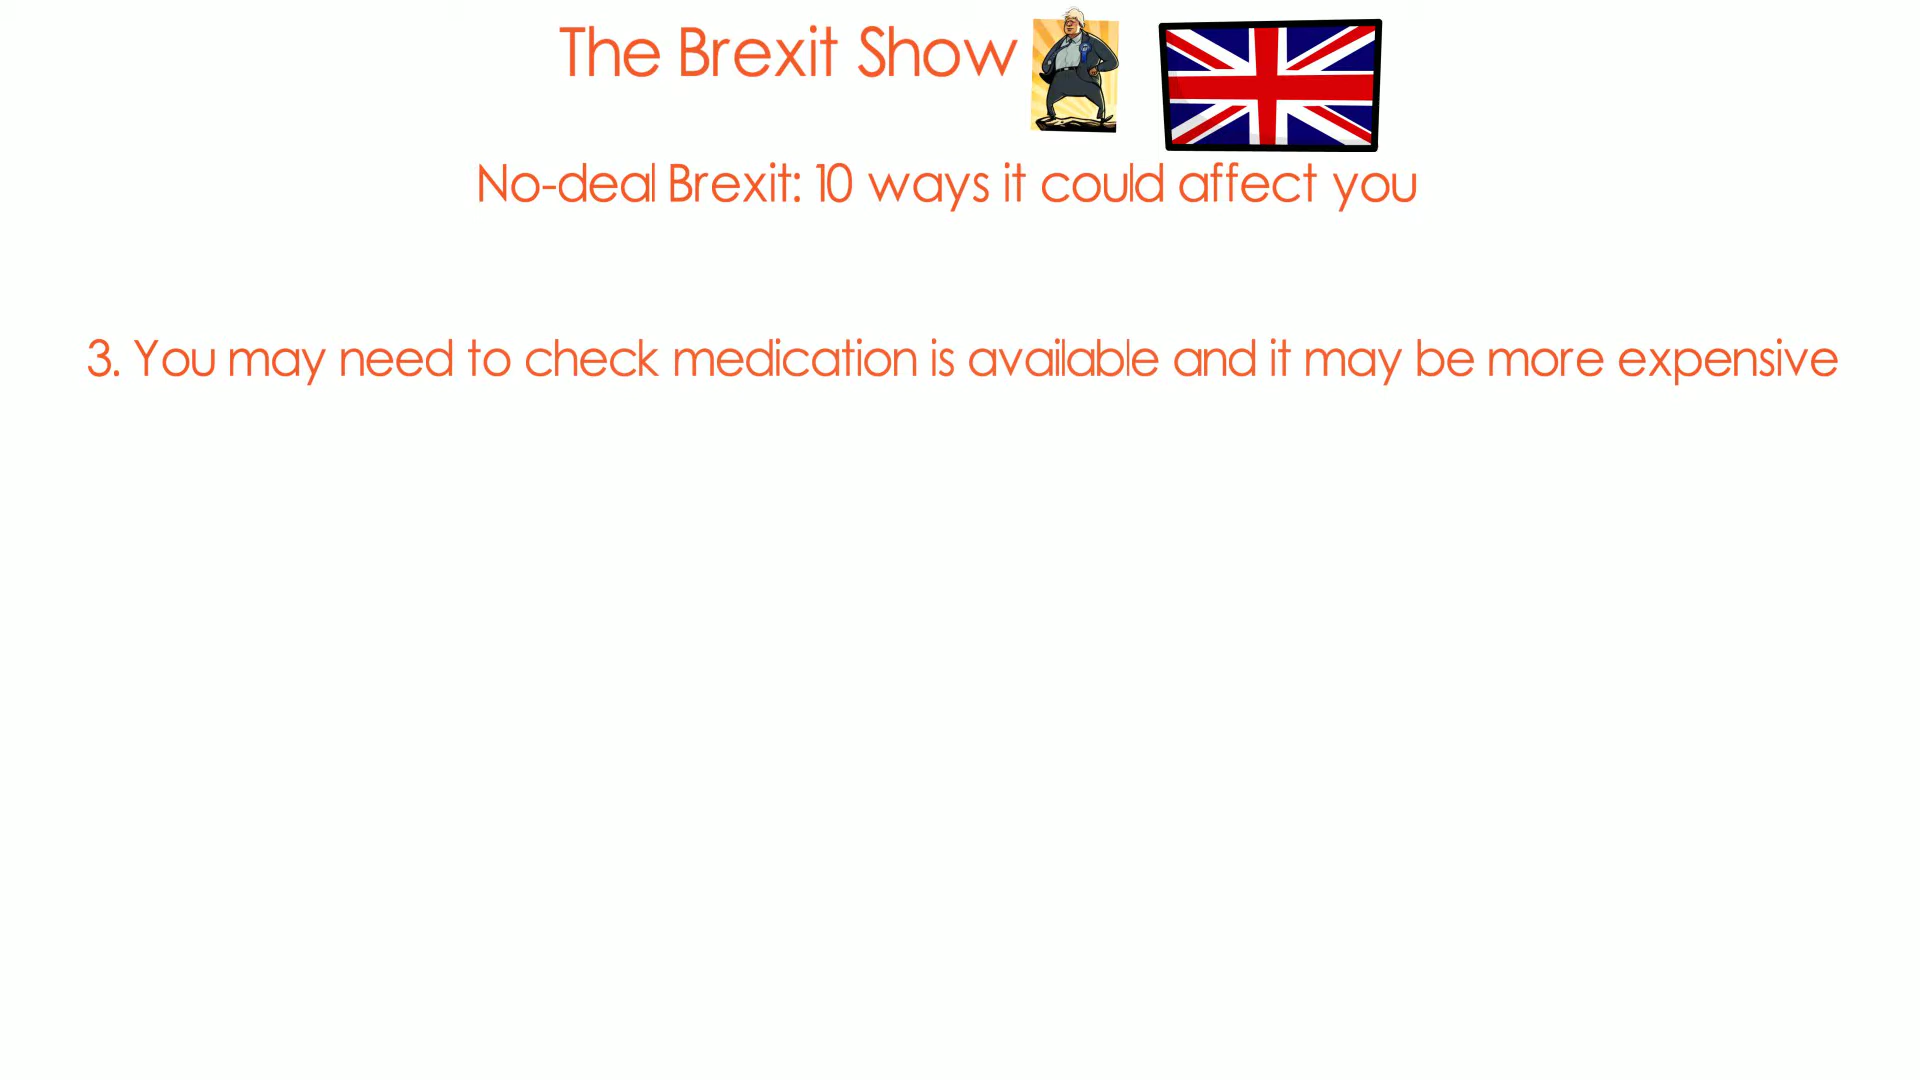 The Brexit Show
No-deal Brexit: 10 ways it could affect you
3. You may need to check medication is available and it may be more expensive